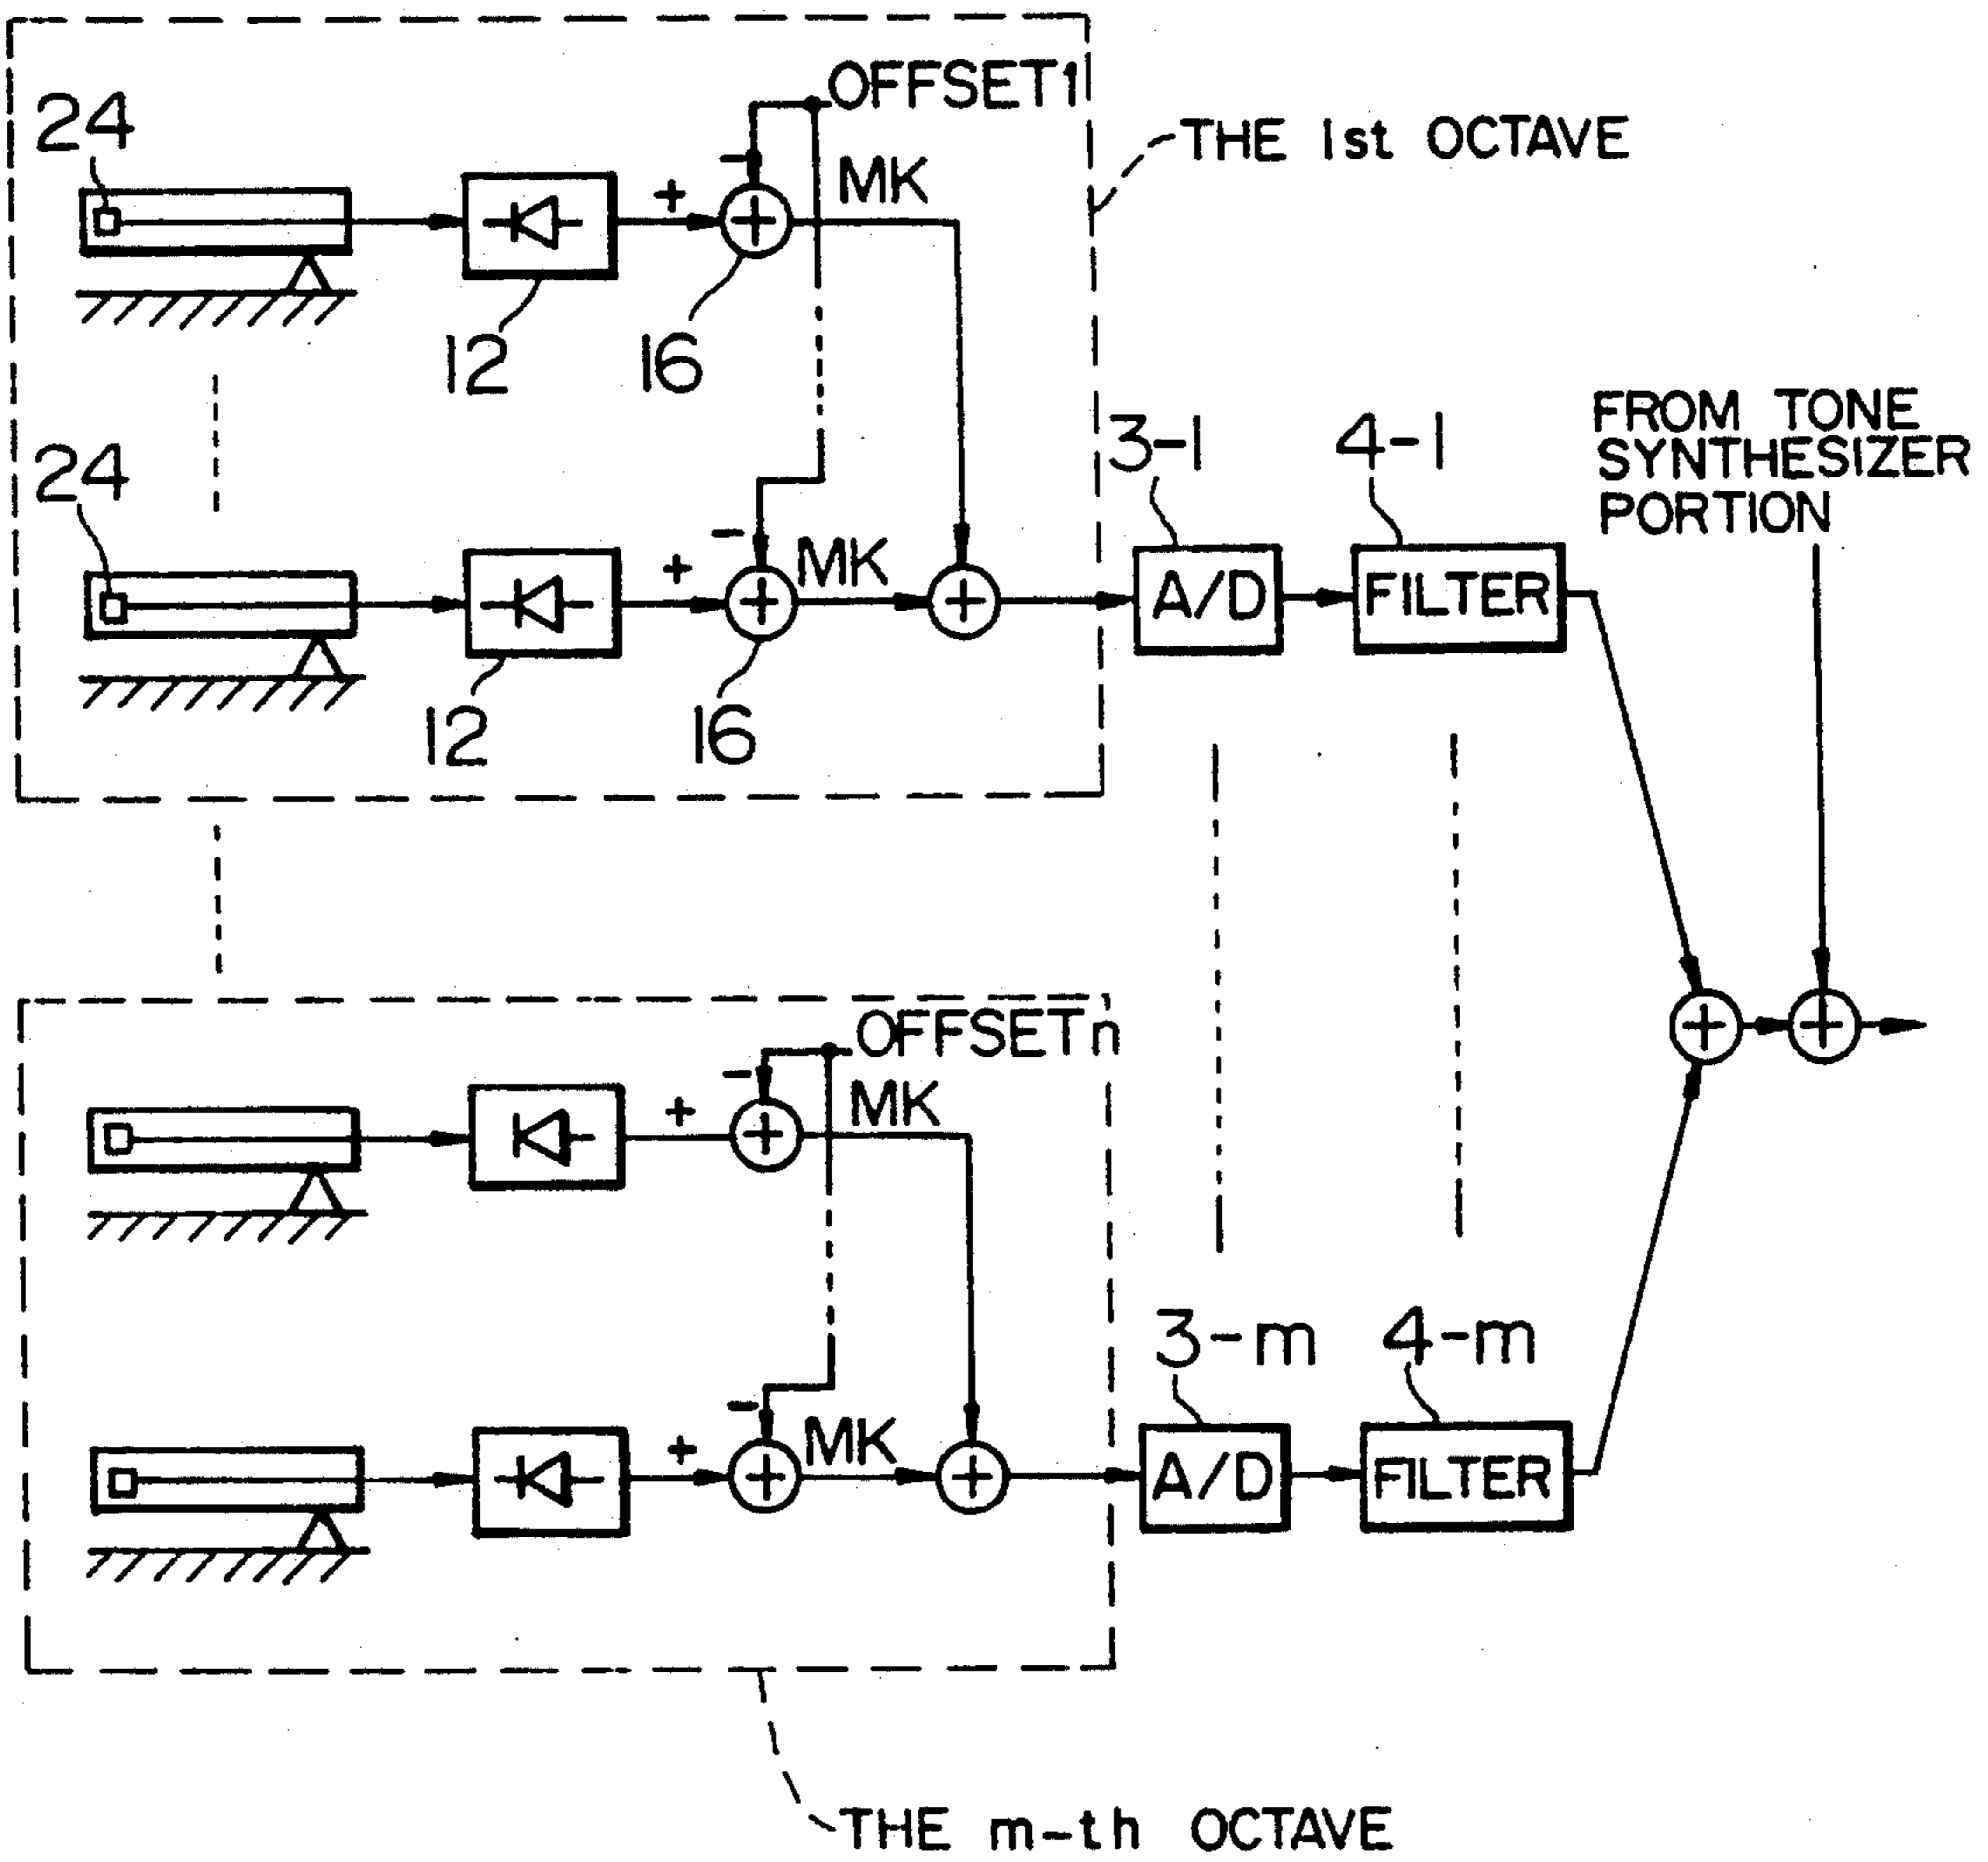 OFFSET1
24
THE 1st OCTAVE
- MK
+
12
16
FROM TONE
SYNTHESIZER
PORTION
3-1
4-1
24
- MK
+
A/D
FILTER
12
16
OFFSETn
- MK
+
3-m
4-m
- MK
+
A/D
FILTER
THE m-th OCTAVE